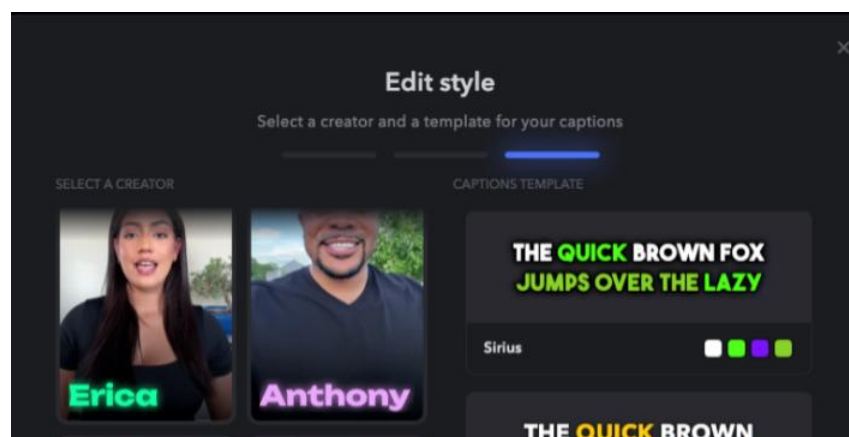 Edit style
Select a creator and a template for your captions
SELECT A CREATOR
CAPTIONS TEMPLATE
THE QUICK BROWN FOX
JUMPS OVER THE LAZY
Sirius
Erica
Anthony
THE QUICK BROWN